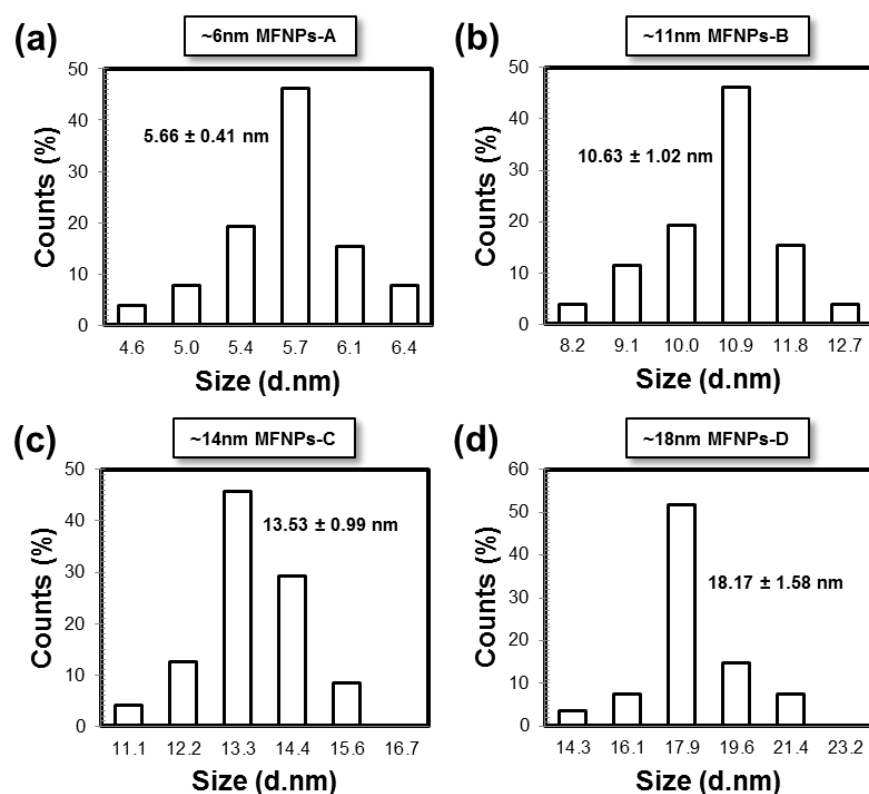 (a)
~6nm MFNPs-A
Counts (%)
50
40
30
20
10
0
5.66 ± 0.41 nm
4.6 5.0 5.4 5.7 6.1 6.4
Size (d.nm)
(b)
~11nm MFNPs-B
Counts (%)
50
40
30
20
10
0
10.63 ± 1.02 nm
8.2 9.1 10.0 10.9 11.8 12.7
Size (d.nm)
(c)
~14nm MFNPs-C
Counts (%)
50
40
30
20
10
0
13.53 ± 0.99 nm
11.1 12.2 13.3 14.4 15.6 16.7
Size (d.nm)
(d)
~18nm MFNPs-D
Counts (%)
60
50
40
30
20
10
0
18.17 ± 1.58 nm
14.3 16.1 17.9 19.6 21.4 23.2
Size (d.nm)